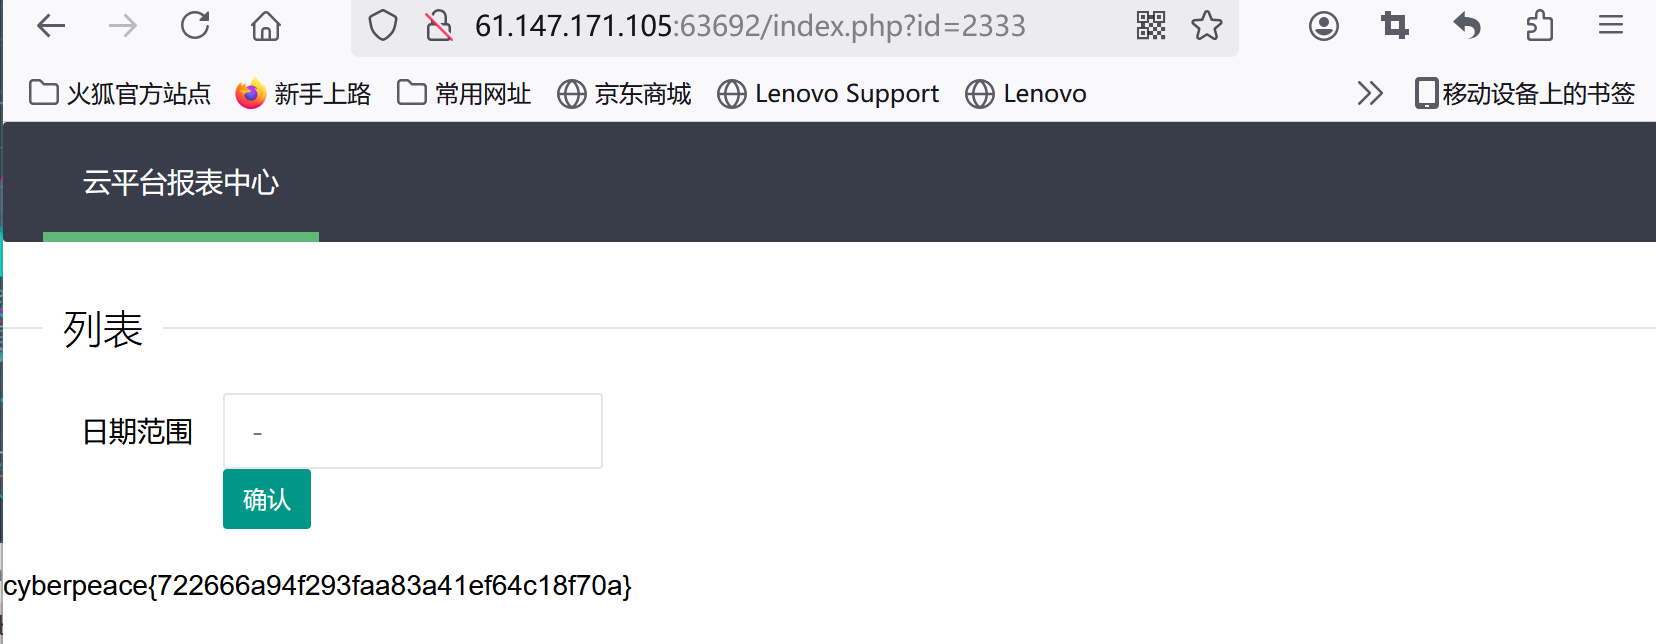 61.147.171.105:63692/index.php?id=2333
火狐官方站点 新手上路 常用网址 京东商城 Lenovo Support Lenovo 移动设备上的书签
云平台报表中心
列表
日期范围 -
确认
cyberpeace{722666a94f293faa83a41ef64c18f70a}